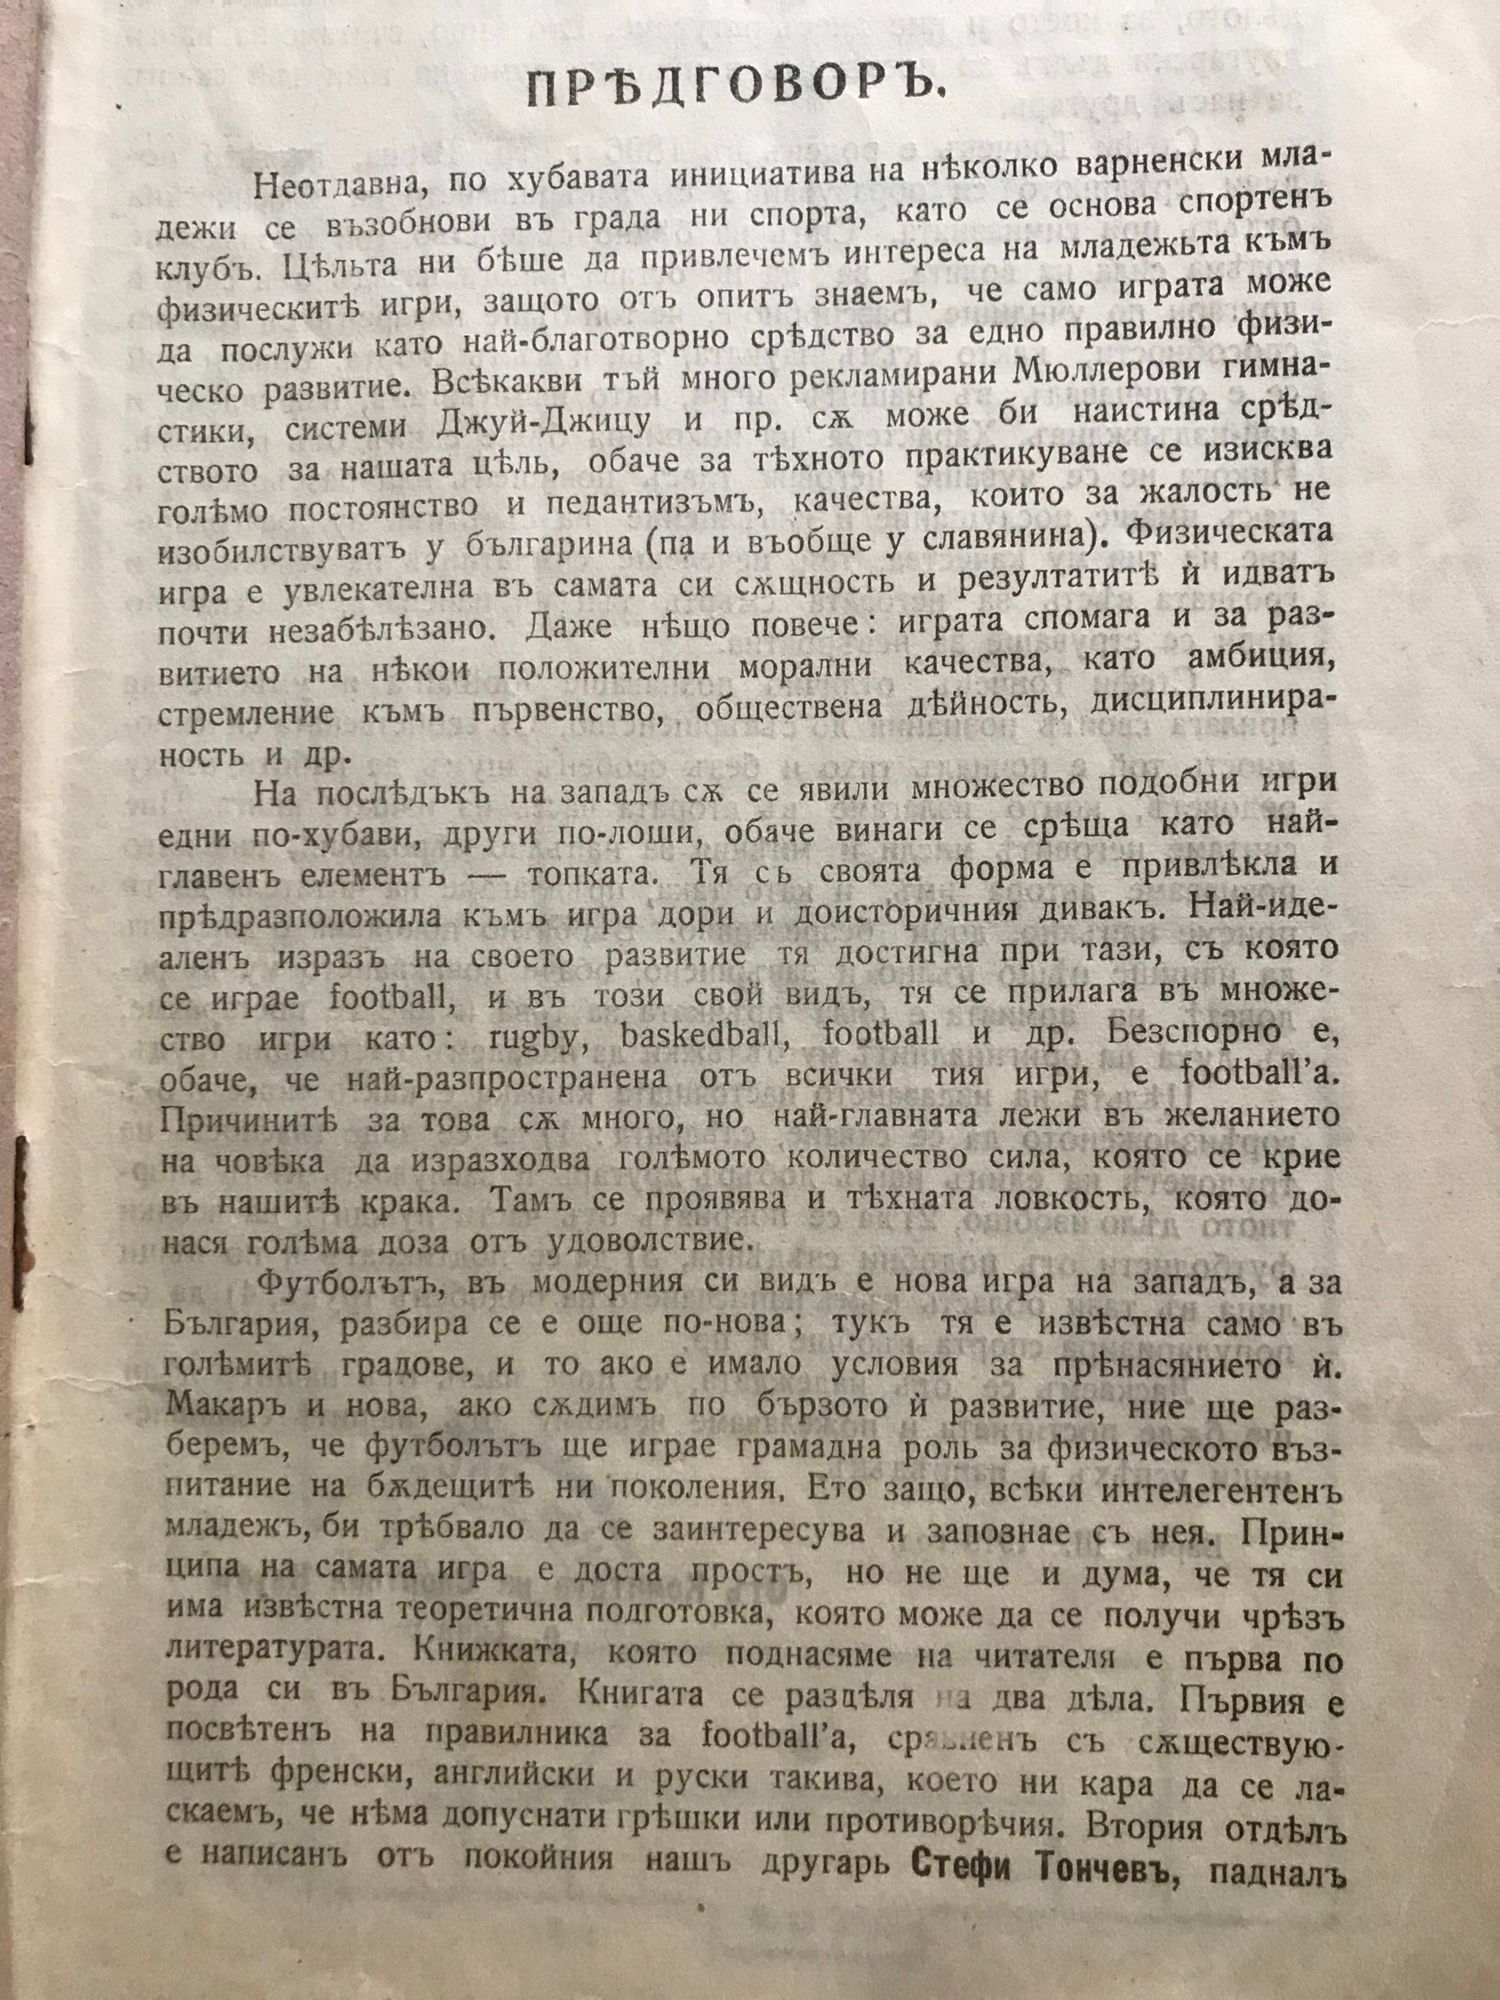 ПРѢДГОВОРЪ.
Неотдавна, по хубавата инициатива на нѣколко варненски мла-
дежи се възобнови въ града ни спорта, като се основа спортенъ
клубъ. Цѣльта ни бѣше да привлечемъ интереса на младежьта къмъ
физическитѣ игри, защото отъ опитъ знаемъ, че само играта може
да послужи като най-благотворно срѣдство за едно правилно физи-
ческо развитие. Всѣкакви тъй много рекламирани Мюллерови гимна-
стики, системи Джуй-Джицу и пр. сѫ може би наистина срѣд-
ството за нашата цѣль, обаче за тѣхното практикуване се изисква
голѣмо постоянство и педантизъмъ, качества, които за жалость не
изобилствуватъ у българина (па и въобще у славянина). Физическата
игра е увлекателна въ самата си сѫщность и резултатитѣ ѝ идватъ
почти незабѣлѣзано. Даже нѣщо повече: играта спомага и за раз-
витието на нѣкои положителни морални качества, като амбиция,
стремление къмъ първенство, обществена дѣйность, дисциплинира-
ность и др.
На послѣдъкъ на западъ сѫ се явили множество подобни игри
едни по-хубави, други по-лоши, обаче винаги се срѣща като най-
главенъ елементъ — топката. Тя съ своята форма е привлѣкла и
прѣдразположила къмъ игра дори и доисторичния дивакъ. Най-иде-
аленъ изразъ на своето развитие тя достигна при тази, съ която
се играе football, и въ този свой видъ, тя се прилага въ множе-
ство игри като: rugby, baskedball, football и др. Безспорно е,
обаче, че най-разпространена отъ всички тия игри, е football’a.
Причинитѣ за това сѫ много, но най-главната лежи въ желанието
на човѣка да изразходва голѣмото количество сила, която се крие
въ нашитѣ крака. Тамъ се проявява и тѣхната ловкость, която до-
нася голѣма доза отъ удоволствие.
Футболътъ, въ модерния си видъ е нова игра на западъ, а за
България, разбира се е още по-нова; тукъ тя е извѣстна само въ
голѣмитѣ градове, и то ако е имало условия за прѣнасянието ѝ.
Макаръ и нова, ако сѫдимъ по бързото ѝ развитие, ние ще раз-
беремъ, че футболътъ ще играе грамадна роль за физическото въз-
питание на бѫдещитѣ ни поколения. Ето защо, всѣки интелегентенъ
младежъ, би трѣбвало да се заинтересува и запознае съ нея. Прин-
ципа на самата игра е доста простъ, но не ще и дума, че тя си
има извѣстна теоретична подготовка, която може да се получи чрѣзъ
литературата. Книжката, която поднасяме на читателя е първа по
рода си въ България. Книгата се раздѣля на два дѣла. Първия е
посвѣтенъ на правилника за football’a, сравненъ съ сѫществую-
щитѣ френски, английски и руски такива, което ни кара да се ла-
скаемъ, че нѣма допуснати грѣшки или противорѣчия. Втория отдѣлъ
е написанъ отъ покойния нашъ другарь Стефи Тончевъ, падналъ